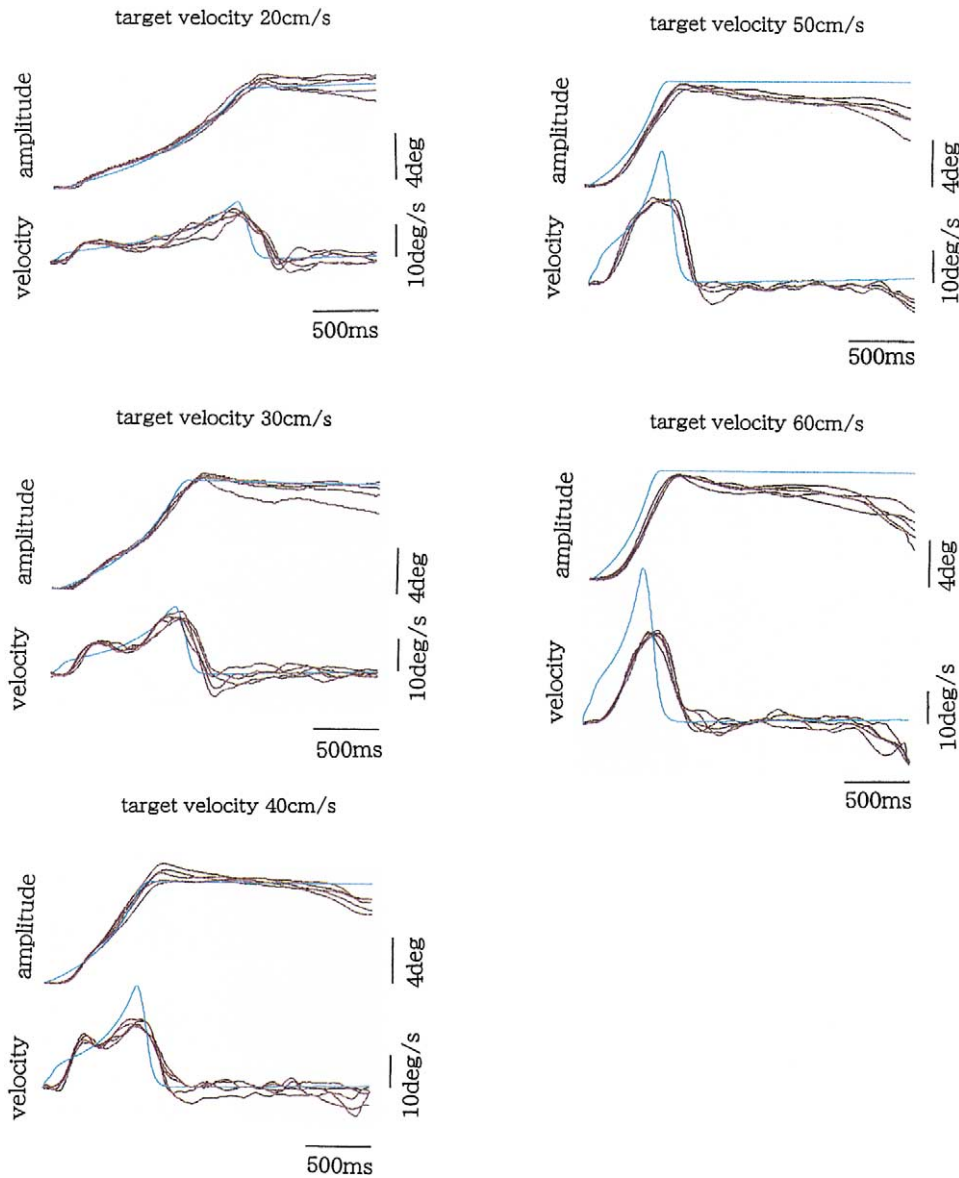 target velocity 20cm/s
amplitude
4deg
velocity
10deg/s
500ms
target velocity 30cm/s
amplitude
4deg
velocity
10deg/s
500ms
target velocity 40cm/s
amplitude
4deg
velocity
10deg/s
500ms
target velocity 50cm/s
amplitude
4deg
velocity
10deg/s
500ms
target velocity 60cm/s
amplitude
4deg
velocity
10deg/s
500ms